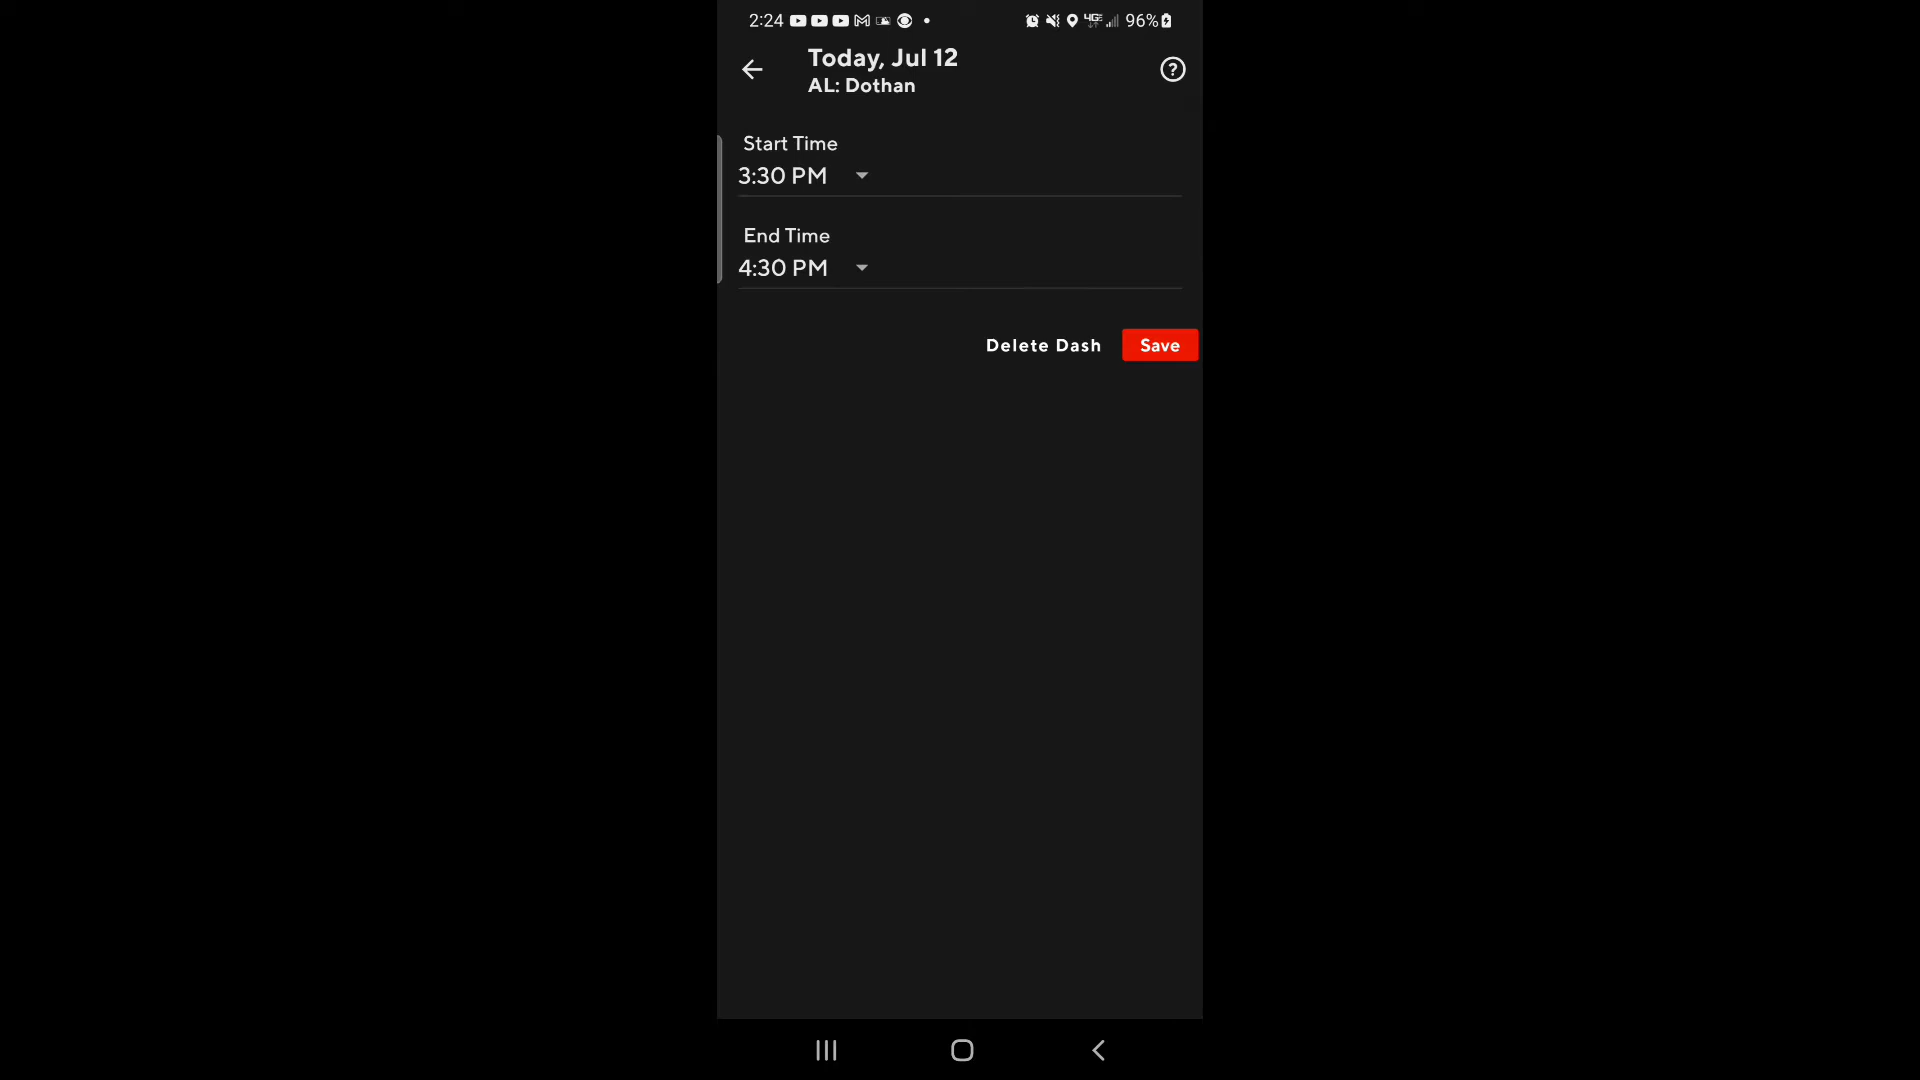 2:24 96%
Today, Jul 12
AL: Dothan
Start Time
3:30 PM
End Time
4:30 PM
Delete Dash Save